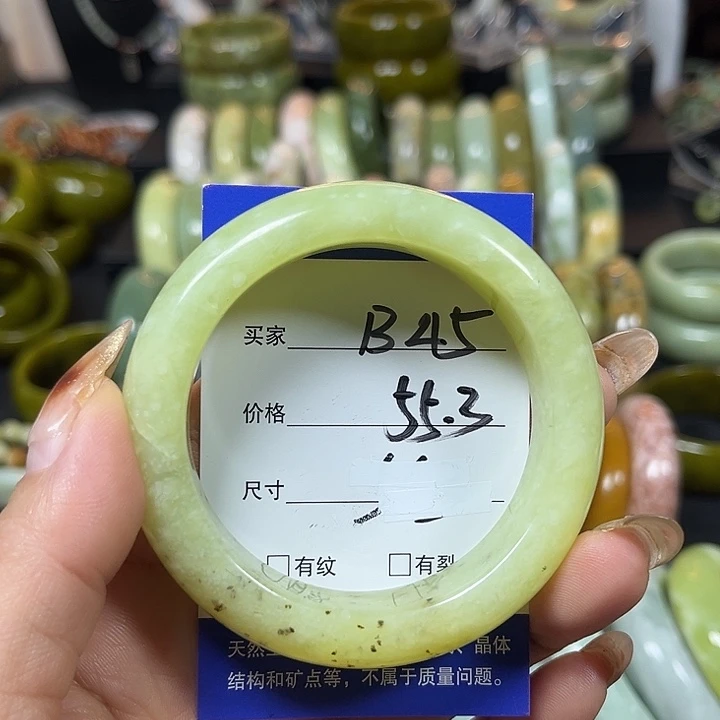 买家 B45
价格 55.3
尺寸
□有纹 □有裂
天然 晶体
结构和矿点等，不属于质量问题。